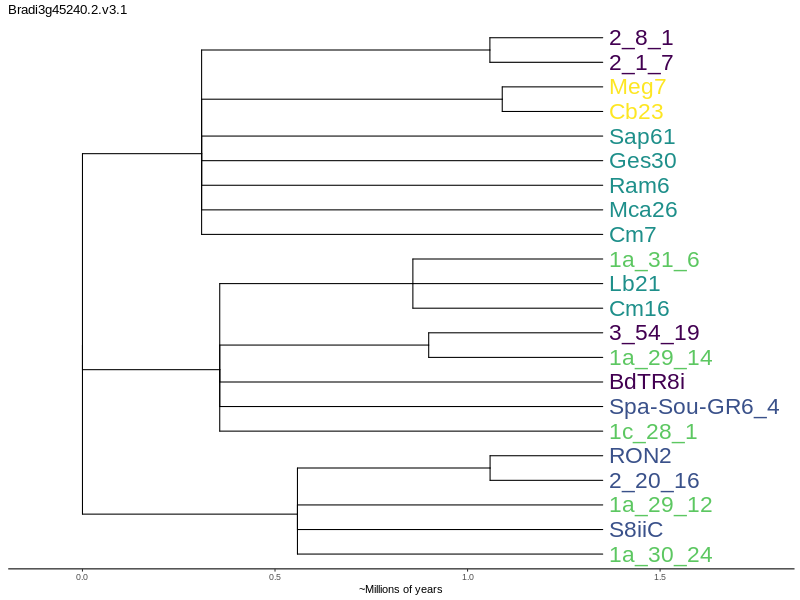 Bradi3g45240.2.v3.1
2_8_1
2_1_7
Meg7
Cb23
Sap61
Ges30
Ram6
Mca26
Cm7
1a_31_6
Lb21
Cm16
3_54_19
1a_29_14
BdTR8i
Spa-Sou-GR6_4
1c_28_1
RON2
2_20_16
1a_29_12
S8iiC
1a_30_24
0.0 0.5 1.0 1.5
~Millions of years